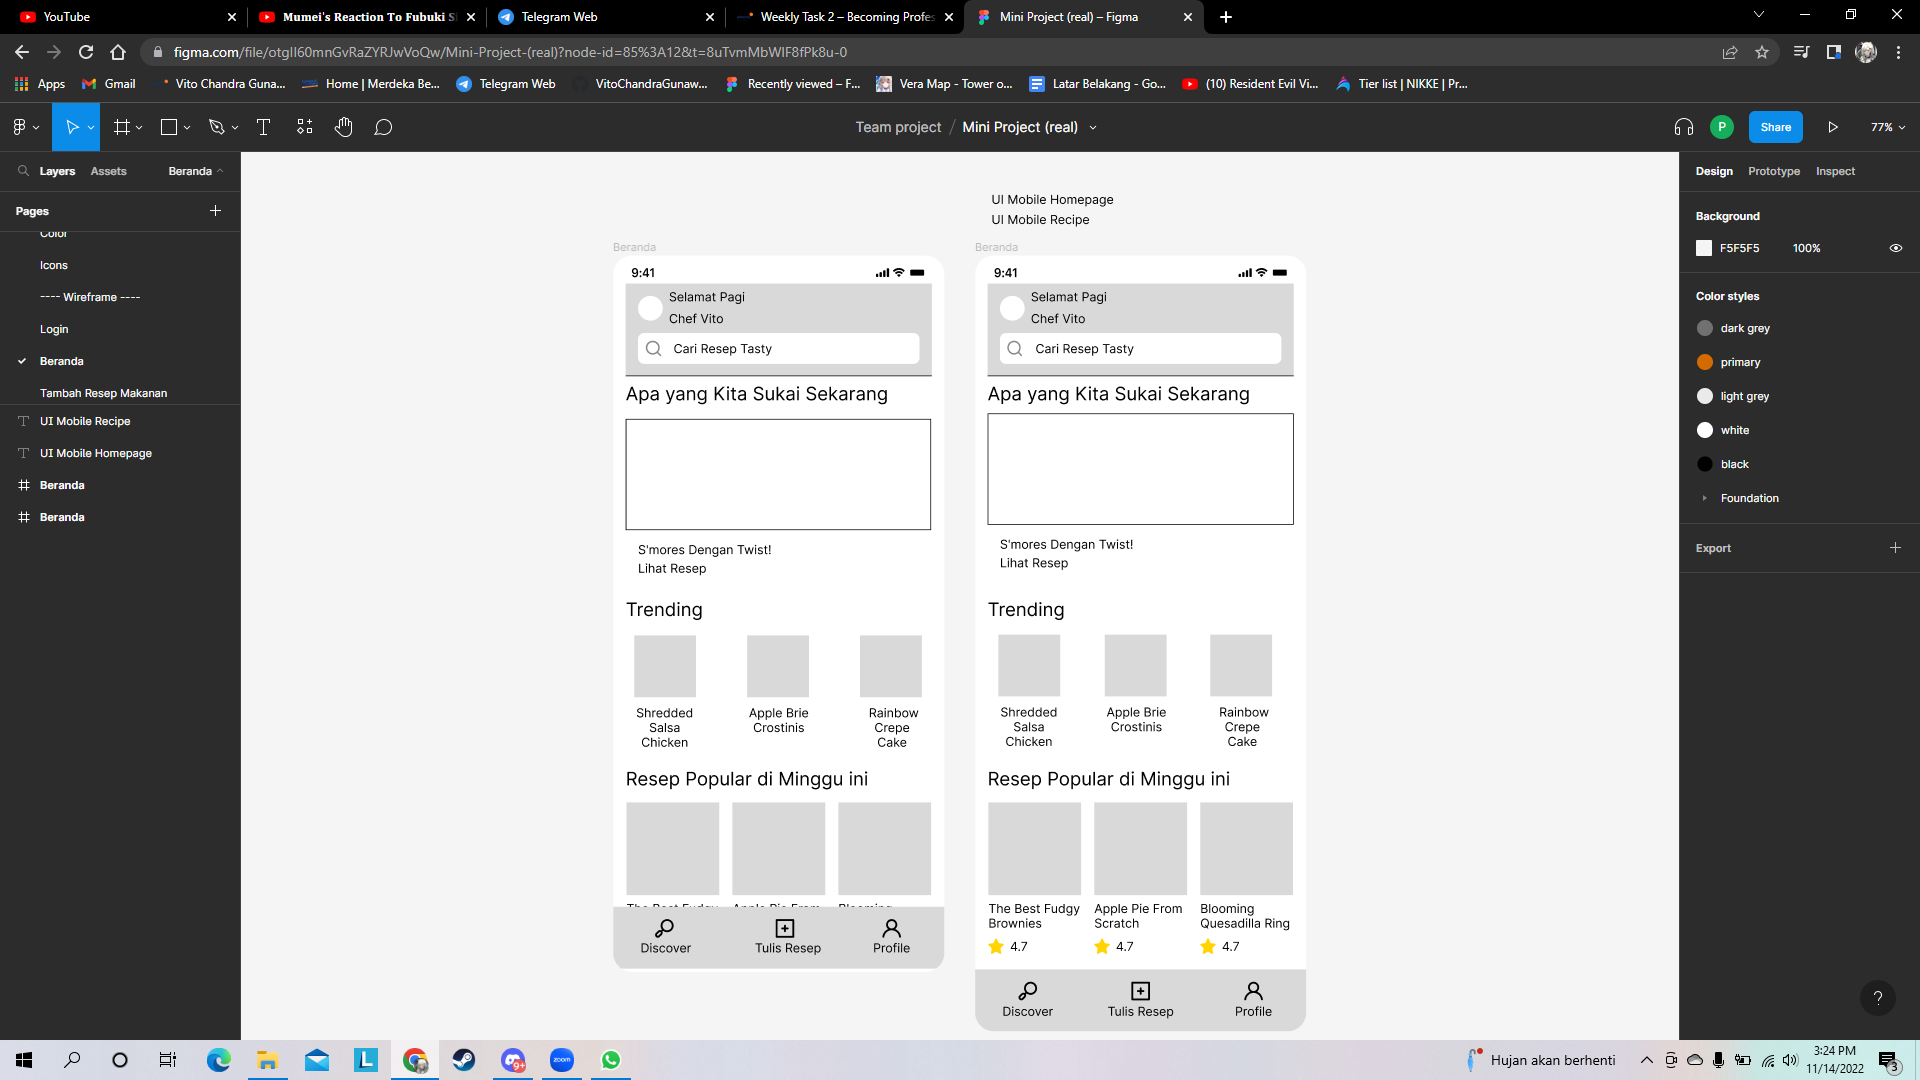 YouTube
Mumei's Reaction To Fubuki S
Telegram Web
Weekly Task 2 – Becoming Profes
Mini Project (real) – Figma
figma.com/file/otgIl60mnGvRaZYRJwVoQw/Mini-Project-(real)?node-id=85%3A12&t=8uTvmMbWIF8fPk8u-0
Apps
Gmail
Vito Chandra Guna...
Home | Merdeka Be...
Telegram Web
VitoChandraGunaw...
Recently viewed – F...
Vera Map - Tower o...
Latar Belakang - Go...
(10) Resident Evil Vi...
Tier list | NIKKE | Pr...
Team project / Mini Project (real)
P
Share
77%
Layers
Assets
Beranda
Pages
Color
Icons
---- Wireframe ----
Login
Beranda
Tambah Resep Makanan
UI Mobile Recipe
UI Mobile Homepage
Beranda
Beranda
UI Mobile Homepage
UI Mobile Recipe
Beranda
9:41
Selamat Pagi
Chef Vito
Cari Resep Tasty
Apa yang Kita Sukai Sekarang
S'mores Dengan Twist!
Lihat Resep
Trending
Shredded
Salsa
Chicken
Apple Brie
Crostinis
Rainbow
Crepe
Cake
Resep Popular di Minggu ini
The Best Fudgy
Apple Pie From
Blooming
Discover
Tulis Resep
Profile
Beranda
9:41
Selamat Pagi
Chef Vito
Cari Resep Tasty
Apa yang Kita Sukai Sekarang
S'mores Dengan Twist!
Lihat Resep
Trending
Shredded
Salsa
Chicken
Apple Brie
Crostinis
Rainbow
Crepe
Cake
Resep Popular di Minggu ini
The Best Fudgy
Brownies
4.7
Apple Pie From
Scratch
4.7
Blooming
Quesadilla Ring
4.7
Discover
Tulis Resep
Profile
Design
Prototype
Inspect
Background
F5F5F5
100%
Color styles
dark grey
primary
light grey
white
black
Foundation
Export
?
L
9+
zoom
Hujan akan berhenti
3:24 PM
11/14/2022
3